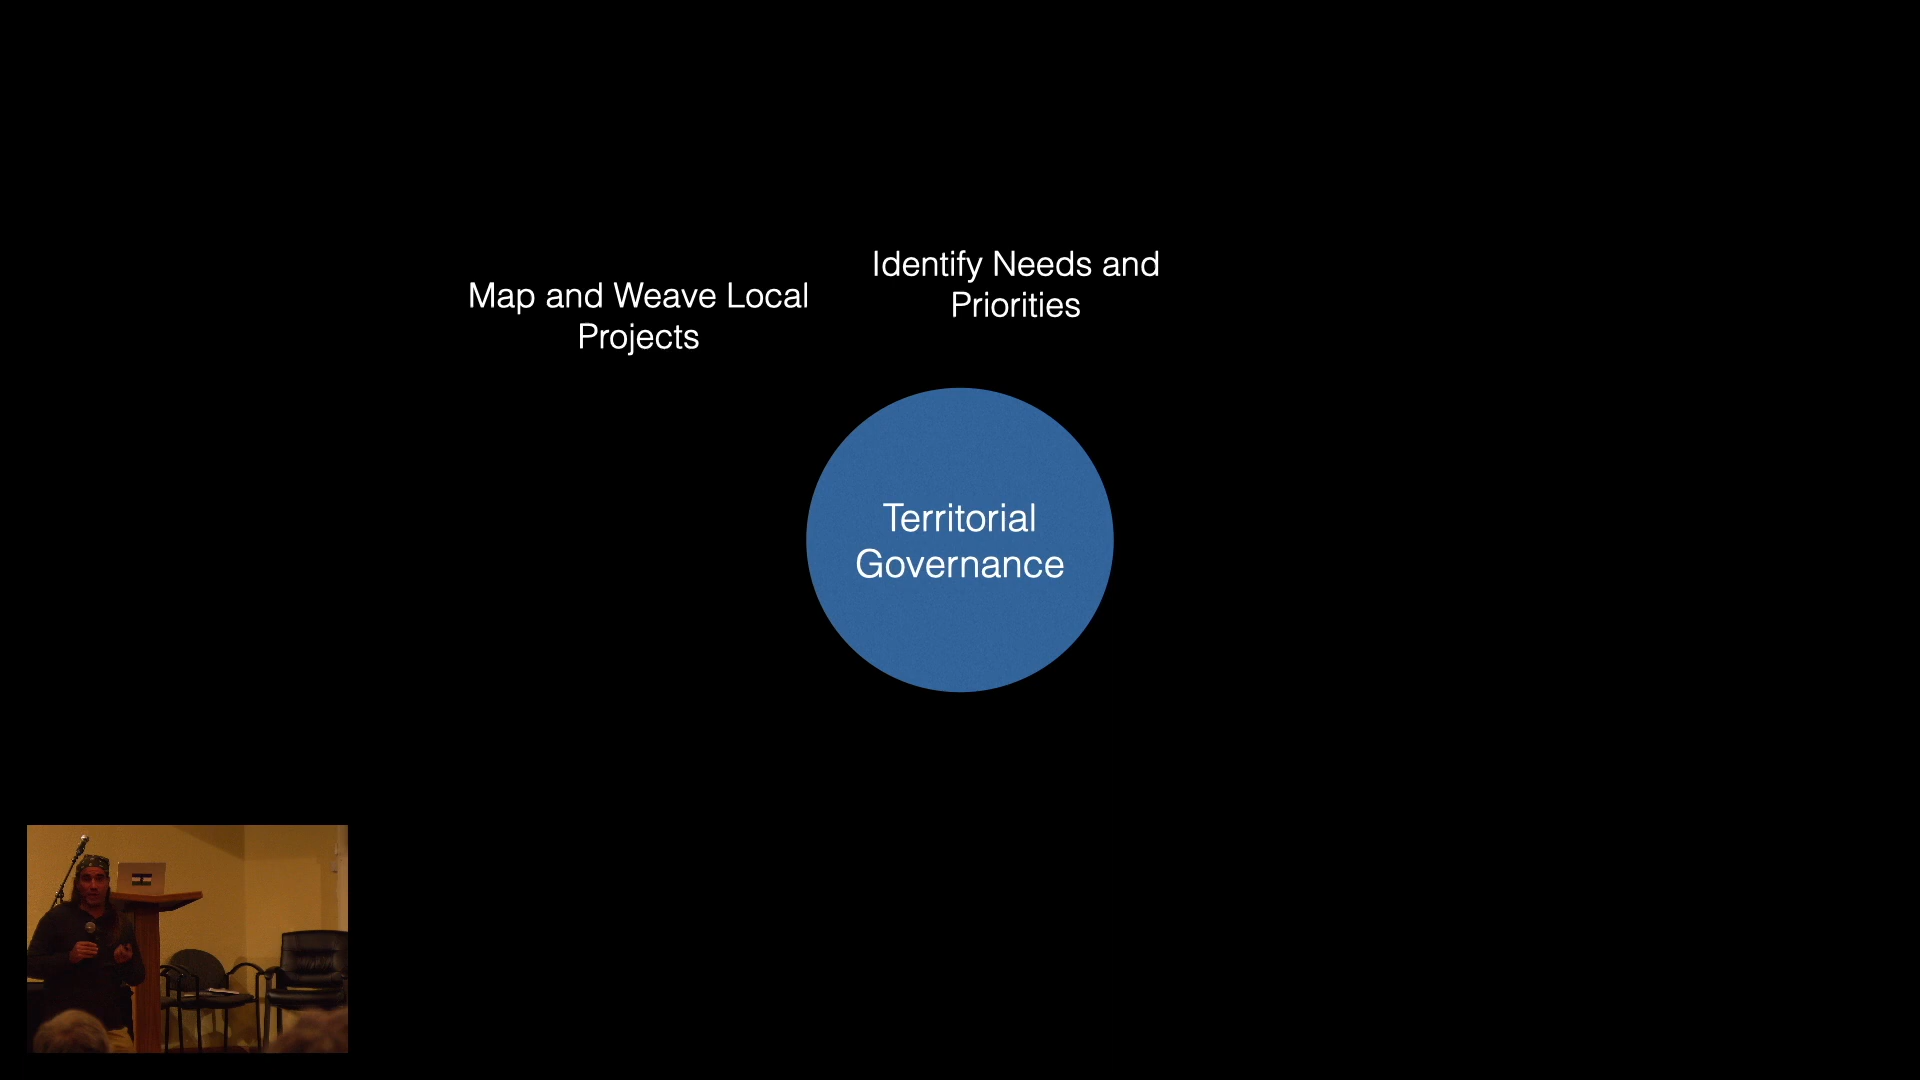 Map and Weave Local
Projects
Identify Needs and
Priorities
Territorial
Governance